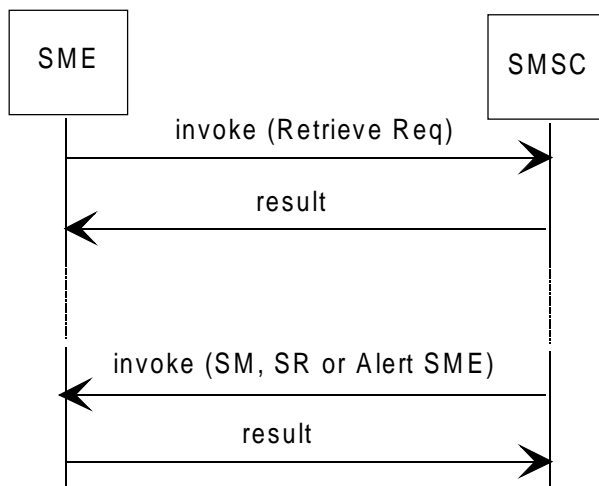 SME
SMSC
invoke (Retrieve Req)
result
invoke (SM, SR or Alert SME)
result